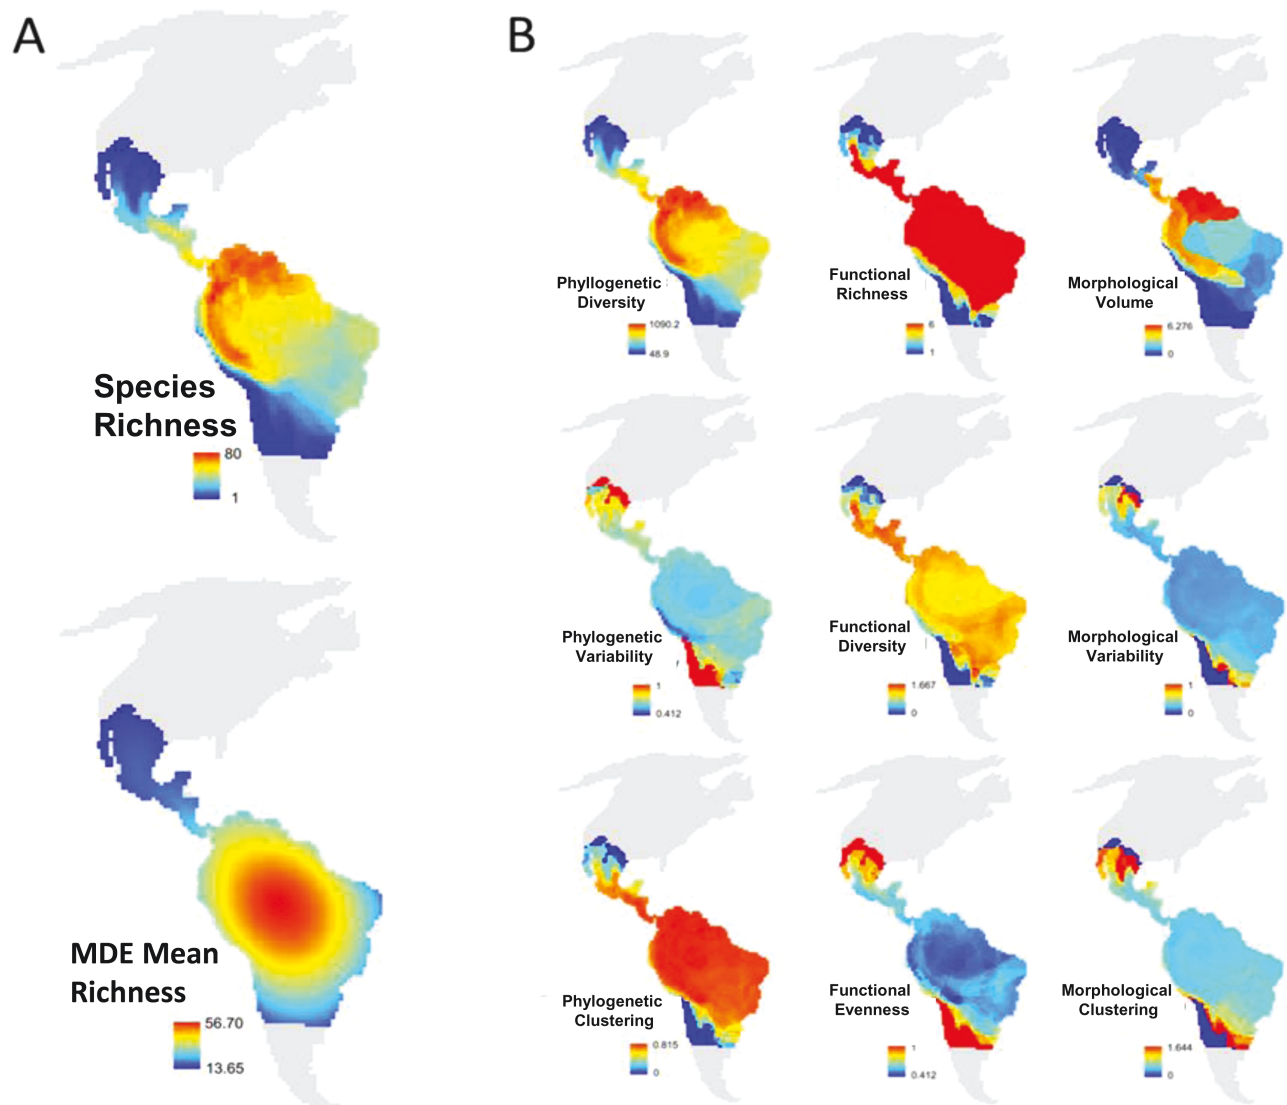 A
Species
Richness
80
1
MDE Mean
Richness
56.70
13.65
B
Phyllogenetic
Diversity
1090.2
48.9
Functional
Richness
6
1
Morphological
Volume
6.276
0
Phylogenetic
Variability
1
0.412
Functional
Diversity
1.667
0
Morphological
Variability
1
0
Phylogenetic
Clustering
0.815
0
Functional
Evenness
1
0.412
Morphological
Clustering
1.644
0